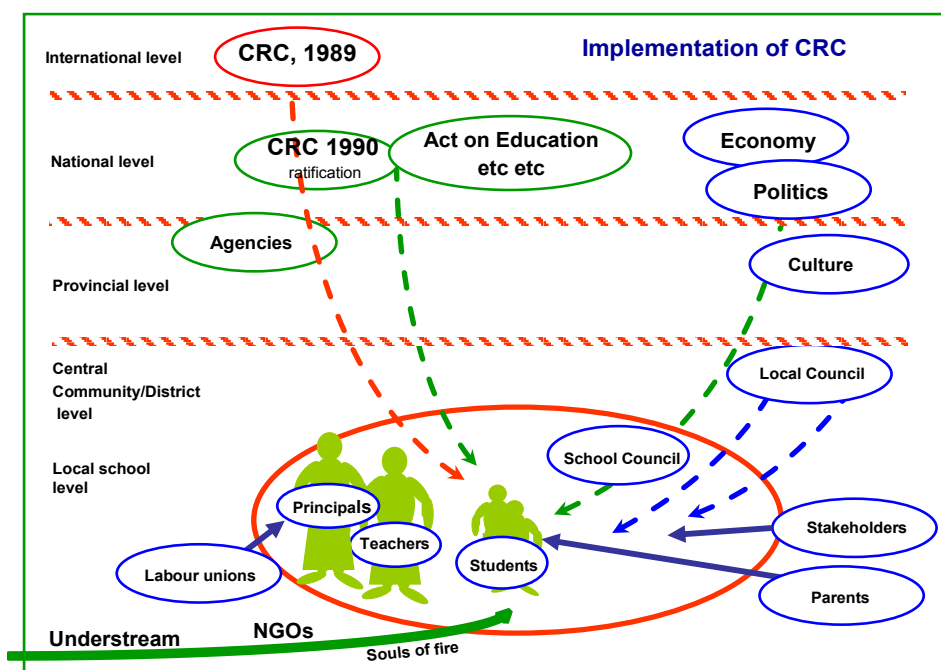 International level
CRC, 1989
Implementation of CRC
National level
CRC 1990
ratification
Act on Education
etc etc
Economy
Politics
Agencies
Culture
Provincial level
Central
Community/District
level
Local Council
School Council
Local school
level
Principals
Teachers
Students
Stakeholders
Labour unions
Parents
Understream
NGOs
Souls of fire